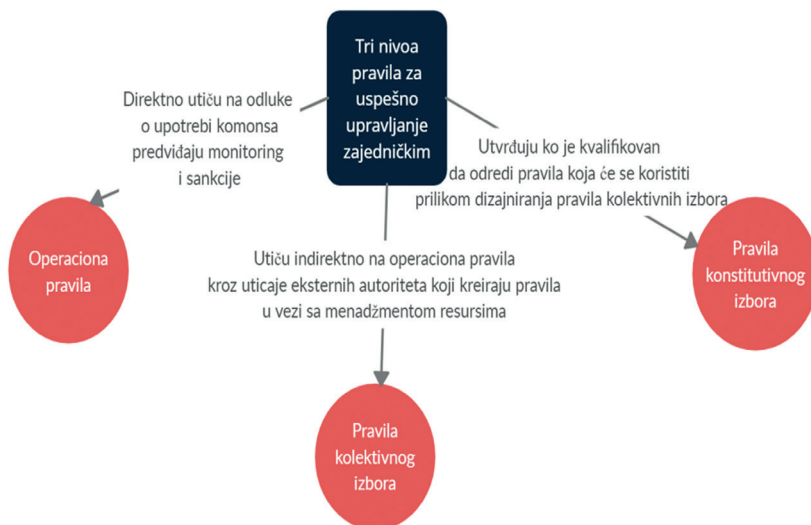 Tri nivoa
pravila za
uspešno
upravljanje
zajedničkim
Direktno utiču na odluke
o upotrebi komonsa
predviđaju monitoring
i sankcije
Utvrđuju ko je kvalifikovan
da odredi pravila koja će se koristiti
prilikom dizajniranja pravila kolektivnih izbora
Operaciona
pravila
Utiču indirektno na operaciona pravila
kroz uticaje eksternih autoriteta koji kreiraju pravila
u vezi sa menadžmentom resursima
Pravila
konstitutivnog
izbora
Pravila
kolektivnog
izbora